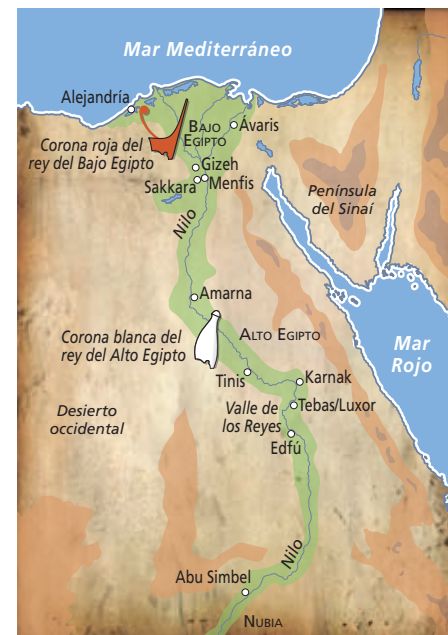 Mar Mediterráneo
Alejandría
BAJO
EGIPTO
Ávaris
Corona roja del
rey del Bajo Egipto
Gizeh
Sakkara
Menfis
Península
del Sinaí
Nilo
Amarna
Corona blanca del
rey del Alto Egipto
ALTO EGIPTO
Mar
Rojo
Tinis
Karnak
Desierto
occidental
Valle de
los Reyes
Tebas/Luxor
Edfú
Nilo
Abu Simbel
NUBIA